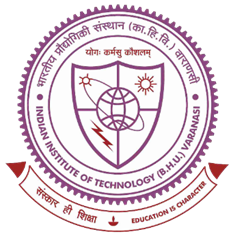 भारतीय प्रौद्योगिकी संस्थान (का.हि.वि.) वाराणसी
योगः कर्मसु कौशलम्
INDIAN INSTITUTE OF TECHNOLOGY (B.H.U.) VARANASI
संस्कार ही शिक्षा
EDUCATION IS CHARACTER